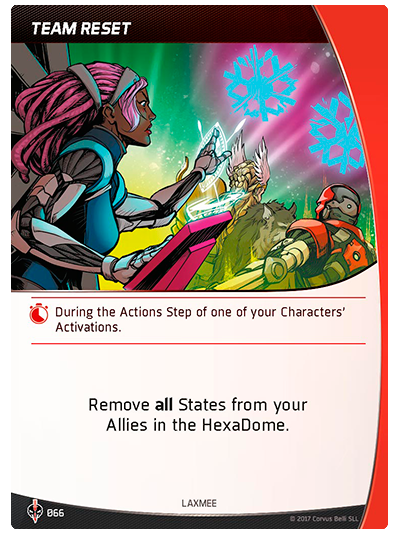 TEAM RESET
During the Actions Step of one of your Characters'
Activations.
Remove all States from your
Allies in the HexaDome.
LAXMEE
066
© 2017 Corvus Belli SLL